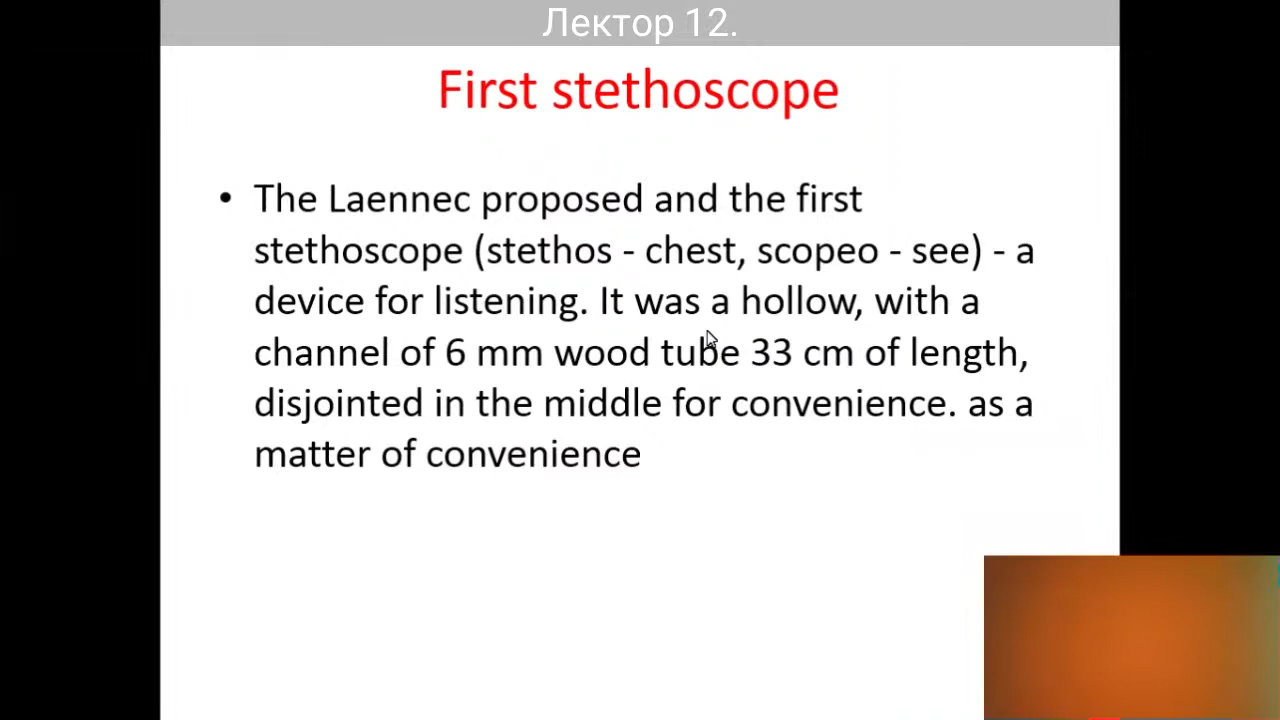 Лектор 12.
First stethoscope
• The Laennec proposed and the first
stethoscope (stethos - chest, scopeo - see) - a
device for listening. It was a hollow, with a
channel of 6 mm wood tube 33 cm of length,
disjointed in the middle for convenience. as a
matter of convenience